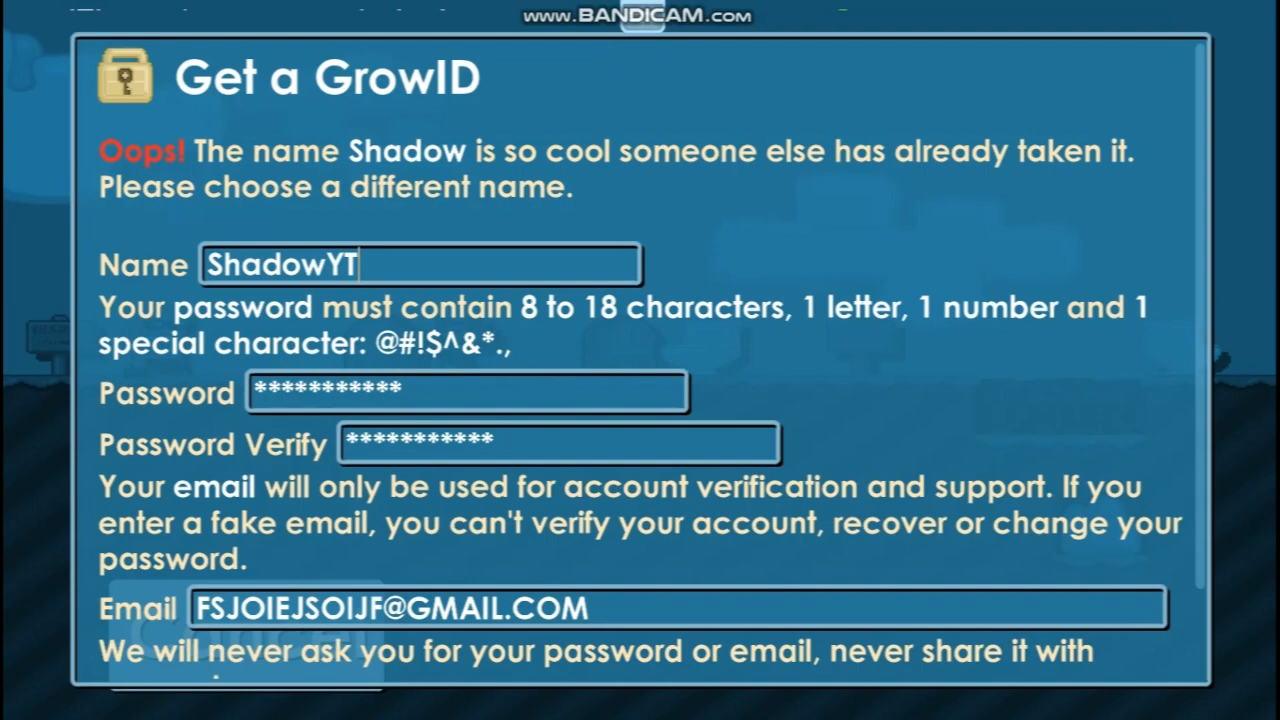 www.BANDICAM.com
Get a GrowID
Oops! The name Shadow is so cool someone else has already taken it.
Please choose a different name.
Name ShadowYT
Your password must contain 8 to 18 characters, 1 letter, 1 number and 1
special character: @#!$^&*.,
Password ***********
Password Verify ***********
Your email will only be used for account verification and support. If you
enter a fake email, you can't verify your account, recover or change your
password.
Email FSJOIEJSOIJF@GMAIL.COM
Cancel
We will never ask you for your password or email, never share it with